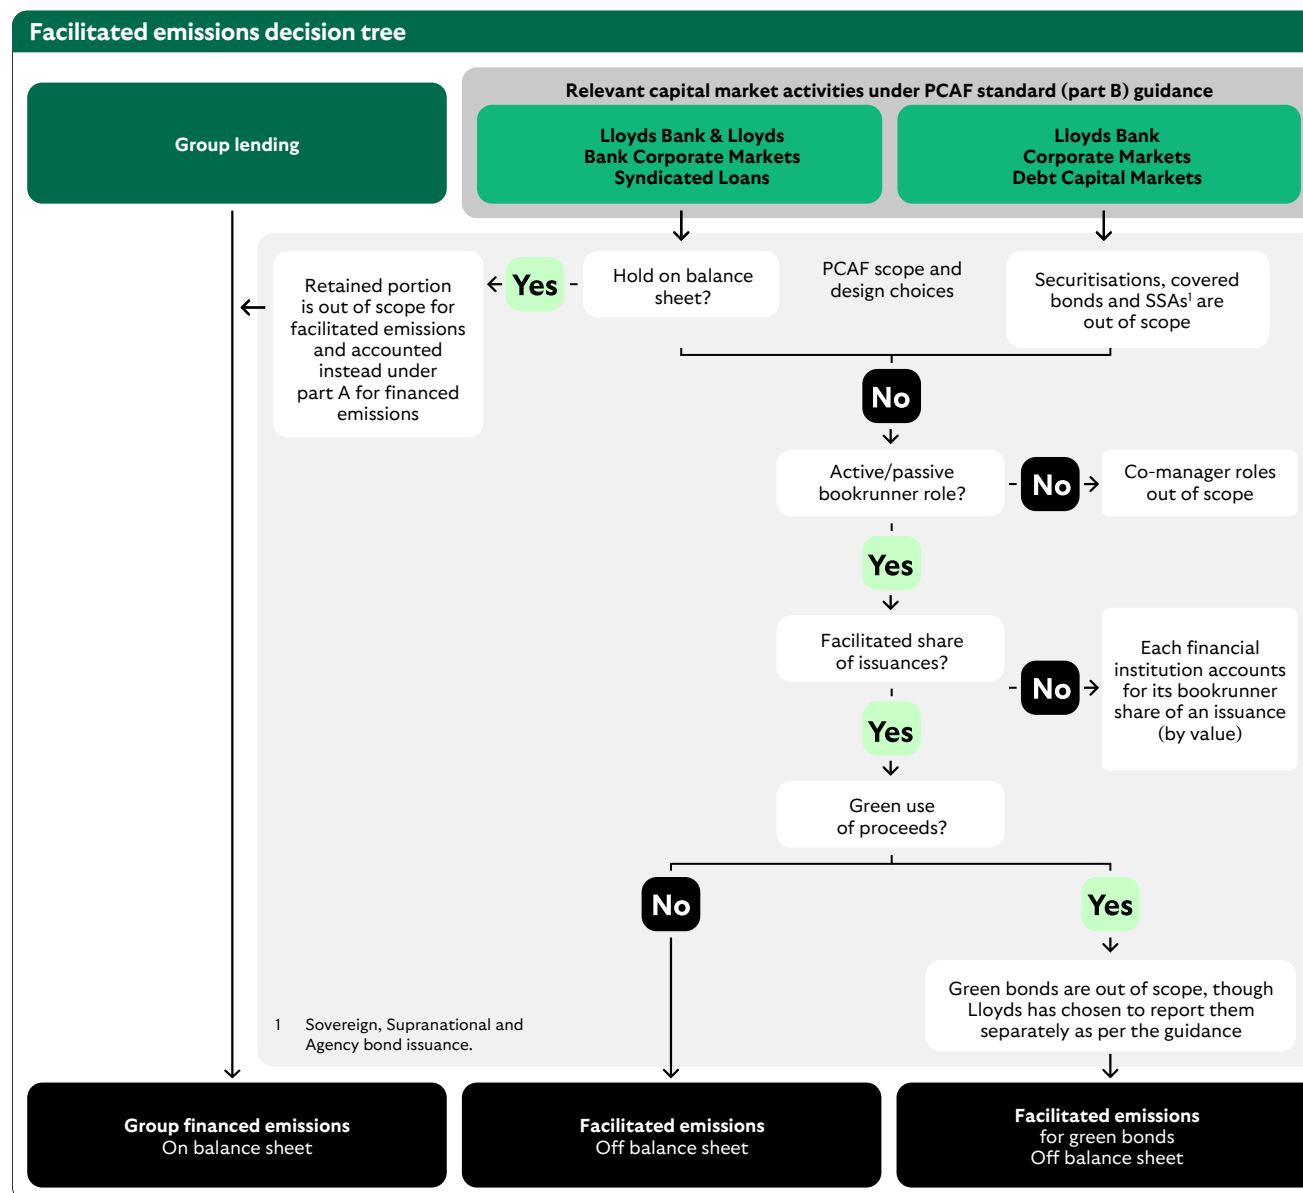 Facilitated emissions decision tree
Group lending
Relevant capital market activities under PCAF standard (part B) guidance
Lloyds Bank & Lloyds
Bank Corporate Markets
Syndicated Loans
Lloyds Bank
Corporate Markets
Debt Capital Markets
Retained portion
is out of scope for
facilitated emissions
and accounted
instead under
part A for financed
emissions
Yes
Hold on balance
sheet?
PCAF scope and
design choices
Securitisations, covered
bonds and SSAs¹ are
out of scope
No
Active/passive
bookrunner role?
No
Co-manager roles
out of scope
Yes
Facilitated share
of issuances?
No
Each financial
institution accounts
for its bookrunner
share of an issuance
(by value)
Yes
Green use
of proceeds?
No
Yes
Green bonds are out of scope, though
Lloyds has chosen to report them
separately as per the guidance
1 Sovereign, Supranational and
Agency bond issuance.
Group financed emissions
On balance sheet
Facilitated emissions
Off balance sheet
Facilitated emissions
for green bonds
Off balance sheet